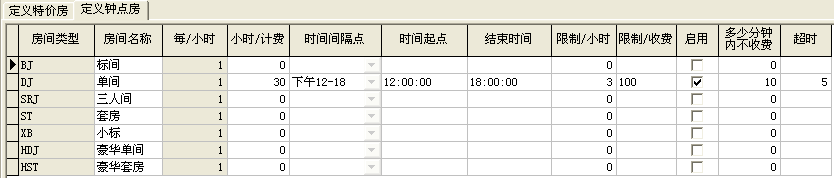 定义特价房 定义钟点房
房间类型 房间名称 每/小时 小时/计费 时间间隔点 时间起点 结束时间 限制/小时 限制/收费 启用 多少分钟内不收费 超时
BJ 标间 1 0 0 0
DJ 单间 1 30 下午12-18 12:00:00 18:00:00 3 100 10 5
SRJ 三人间 1 0 0 0
ST 套房 1 0 0 0
XB 小标 1 0 0 0
HDJ 豪华单间 1 0 0 0
HST 豪华套房 1 0 0 0